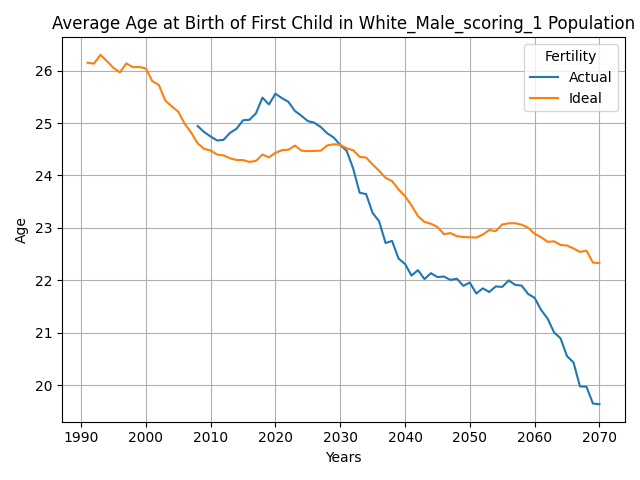 Average Age at Birth of First Child in White_Male_scoring_1 Population
Fertility
Actual
Ideal
Age
26
25
24
23
22
21
20
1990 2000 2010 2020 2030 2040 2050 2060 2070
Years